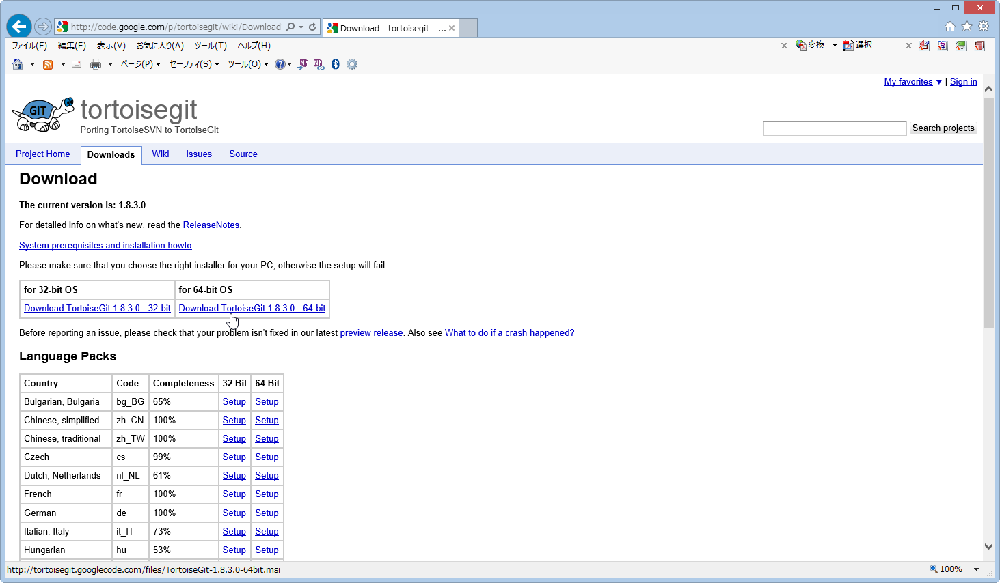 http://code.google.com/p/tortoisegit/wiki/Download
Download - tortoisegit - ...
ファイル(F) 編集(E) 表示(V) お気に入り(A) ツール(T) ヘルプ(H)
変換 選択
ページ(P) セーフティ(S) ツール(O)
My favorites ▼ | Sign in
GIT
tortoisegit
Porting TortoiseSVN to TortoiseGit
Search projects
Project Home Downloads Wiki Issues Source
Download
The current version is: 1.8.3.0
For detailed info on what's new, read the ReleaseNotes.
System prerequisites and installation howto
Please make sure that you choose the right installer for your PC, otherwise the setup will fail.
for 32-bit OS for 64-bit OS
Download TortoiseGit 1.8.3.0 - 32-bit Download TortoiseGit 1.8.3.0 - 64-bit
Before reporting an issue, please check that your problem isn't fixed in our latest preview release. Also see What to do if a crash happened?
Language Packs
Country Code Completeness 32 Bit 64 Bit
Bulgarian, Bulgaria bg_BG 65% Setup Setup
Chinese, simplified zh_CN 100% Setup Setup
Chinese, traditional zh_TW 100% Setup Setup
Czech cs 99% Setup Setup
Dutch, Netherlands nl_NL 61% Setup Setup
French fr 100% Setup Setup
German de 100% Setup Setup
Italian, Italy it_IT 73% Setup Setup
Hungarian hu 53% Setup Setup
http://tortoisegit.googlecode.com/files/TortoiseGit-1.8.3.0-64bit.msi
100%